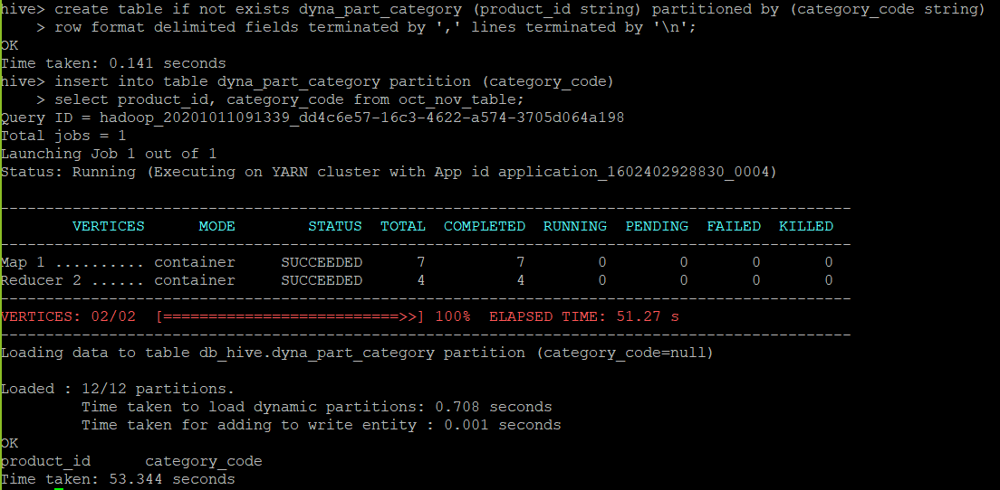 hive> create table if not exists dyna_part_category (product_id string) partitioned by (category_code string)
    > row format delimited fields terminated by ',' lines terminated by '\n';
OK
Time taken: 0.141 seconds
hive> insert into table dyna_part_category partition (category_code)
    > select product_id, category_code from oct_nov_table;
Query ID = hadoop_20201011091339_dd4c6e57-16c3-4622-a574-3705d064a198
Total jobs = 1
Launching Job 1 out of 1
Status: Running (Executing on YARN cluster with App id application_1602402928830_0004)
----------------------------------------------------------------------------------------------
        VERTICES      MODE        STATUS  TOTAL  COMPLETED  RUNNING  PENDING  FAILED  KILLED
----------------------------------------------------------------------------------------------
Map 1 .......... container     SUCCEEDED      7          7        0        0       0       0
Reducer 2 ...... container     SUCCEEDED      4          4        0        0       0       0
----------------------------------------------------------------------------------------------
VERTICES: 02/02  [==========================>>] 100%  ELAPSED TIME: 51.27 s
----------------------------------------------------------------------------------------------
Loading data to table db_hive.dyna_part_category partition (category_code=null)
Loaded : 12/12 partitions.
         Time taken to load dynamic partitions: 0.708 seconds
         Time taken for adding to write entity : 0.001 seconds
OK
product_id      category_code
Time taken: 53.344 seconds